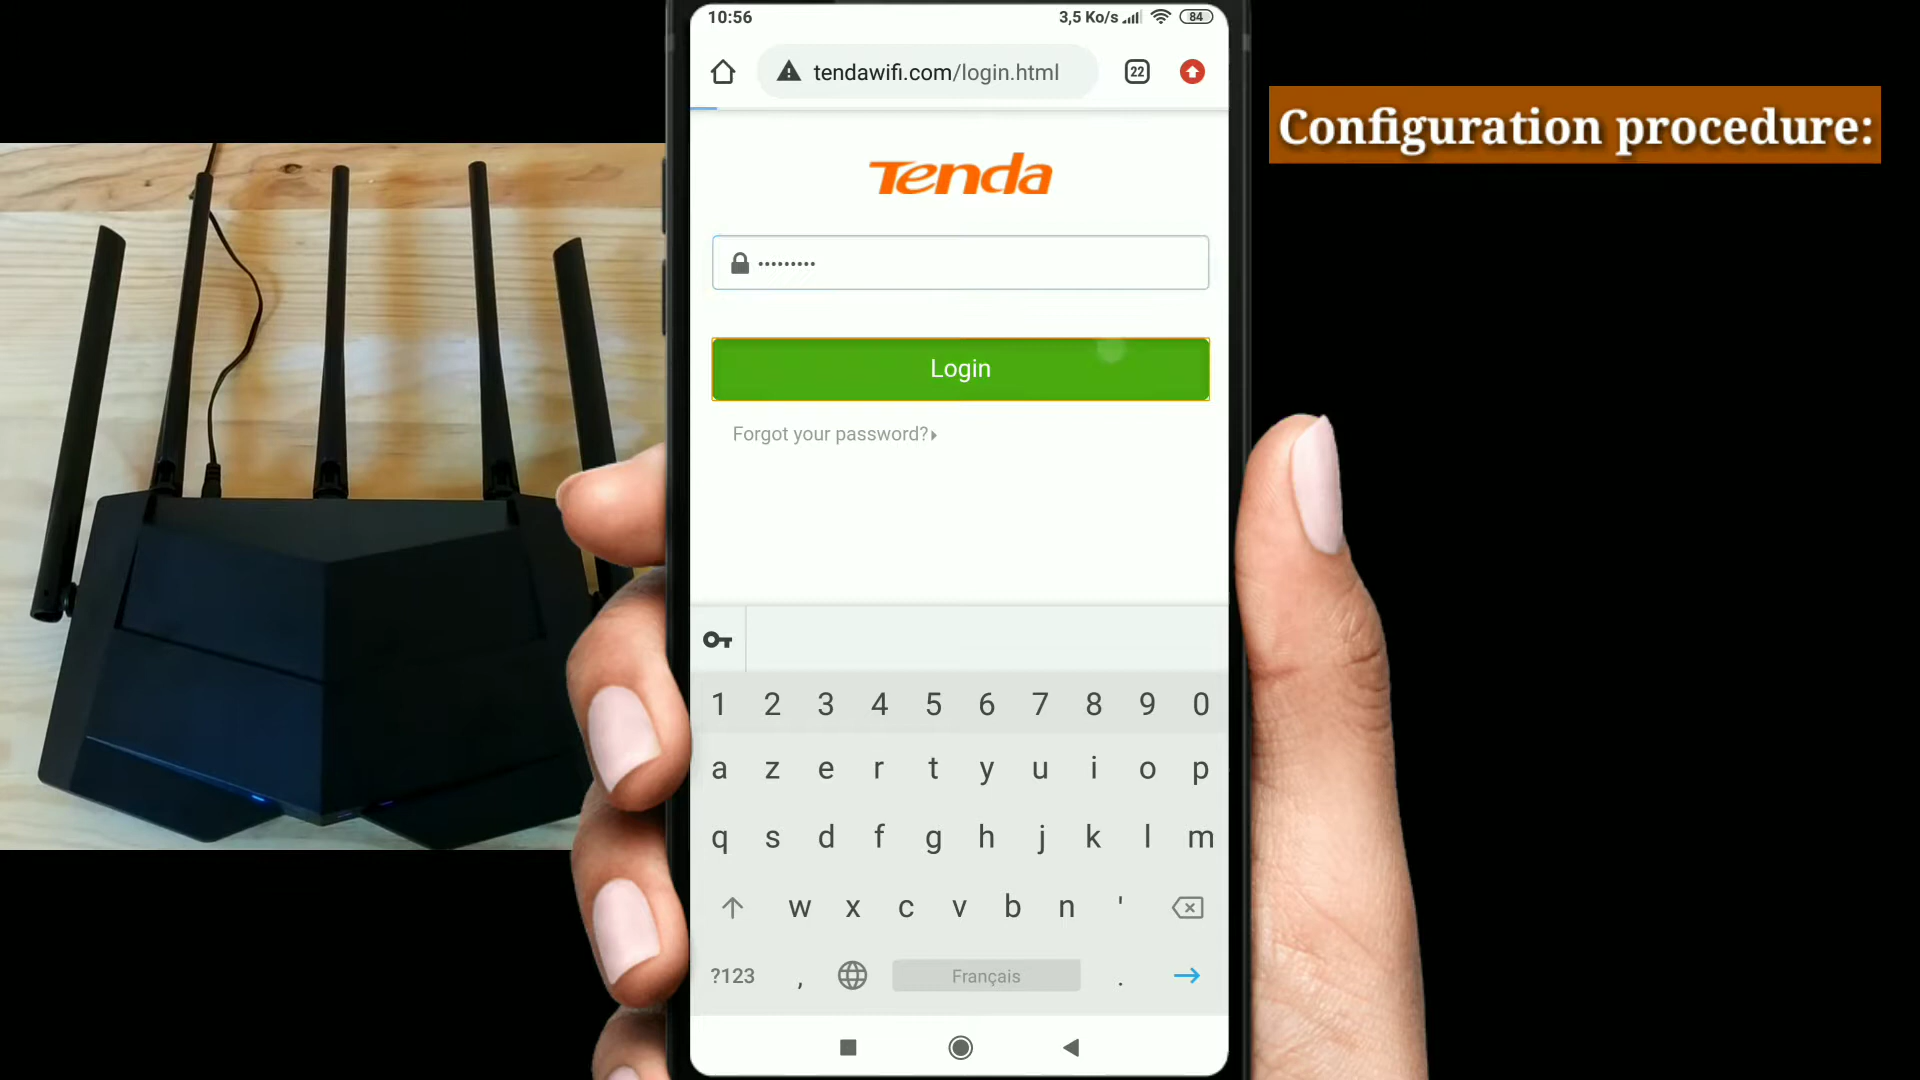 10:56
3,5 Ko/s
84
tendawifi.com/login.html
22
Configuration procedure:
Tenda
•••••••••
Login
Forgot your password?
1 2 3 4 5 6 7 8 9 0
a z e r t y u i o p
q s d f g h j k l m
w x c v b n '
?123 , Français .